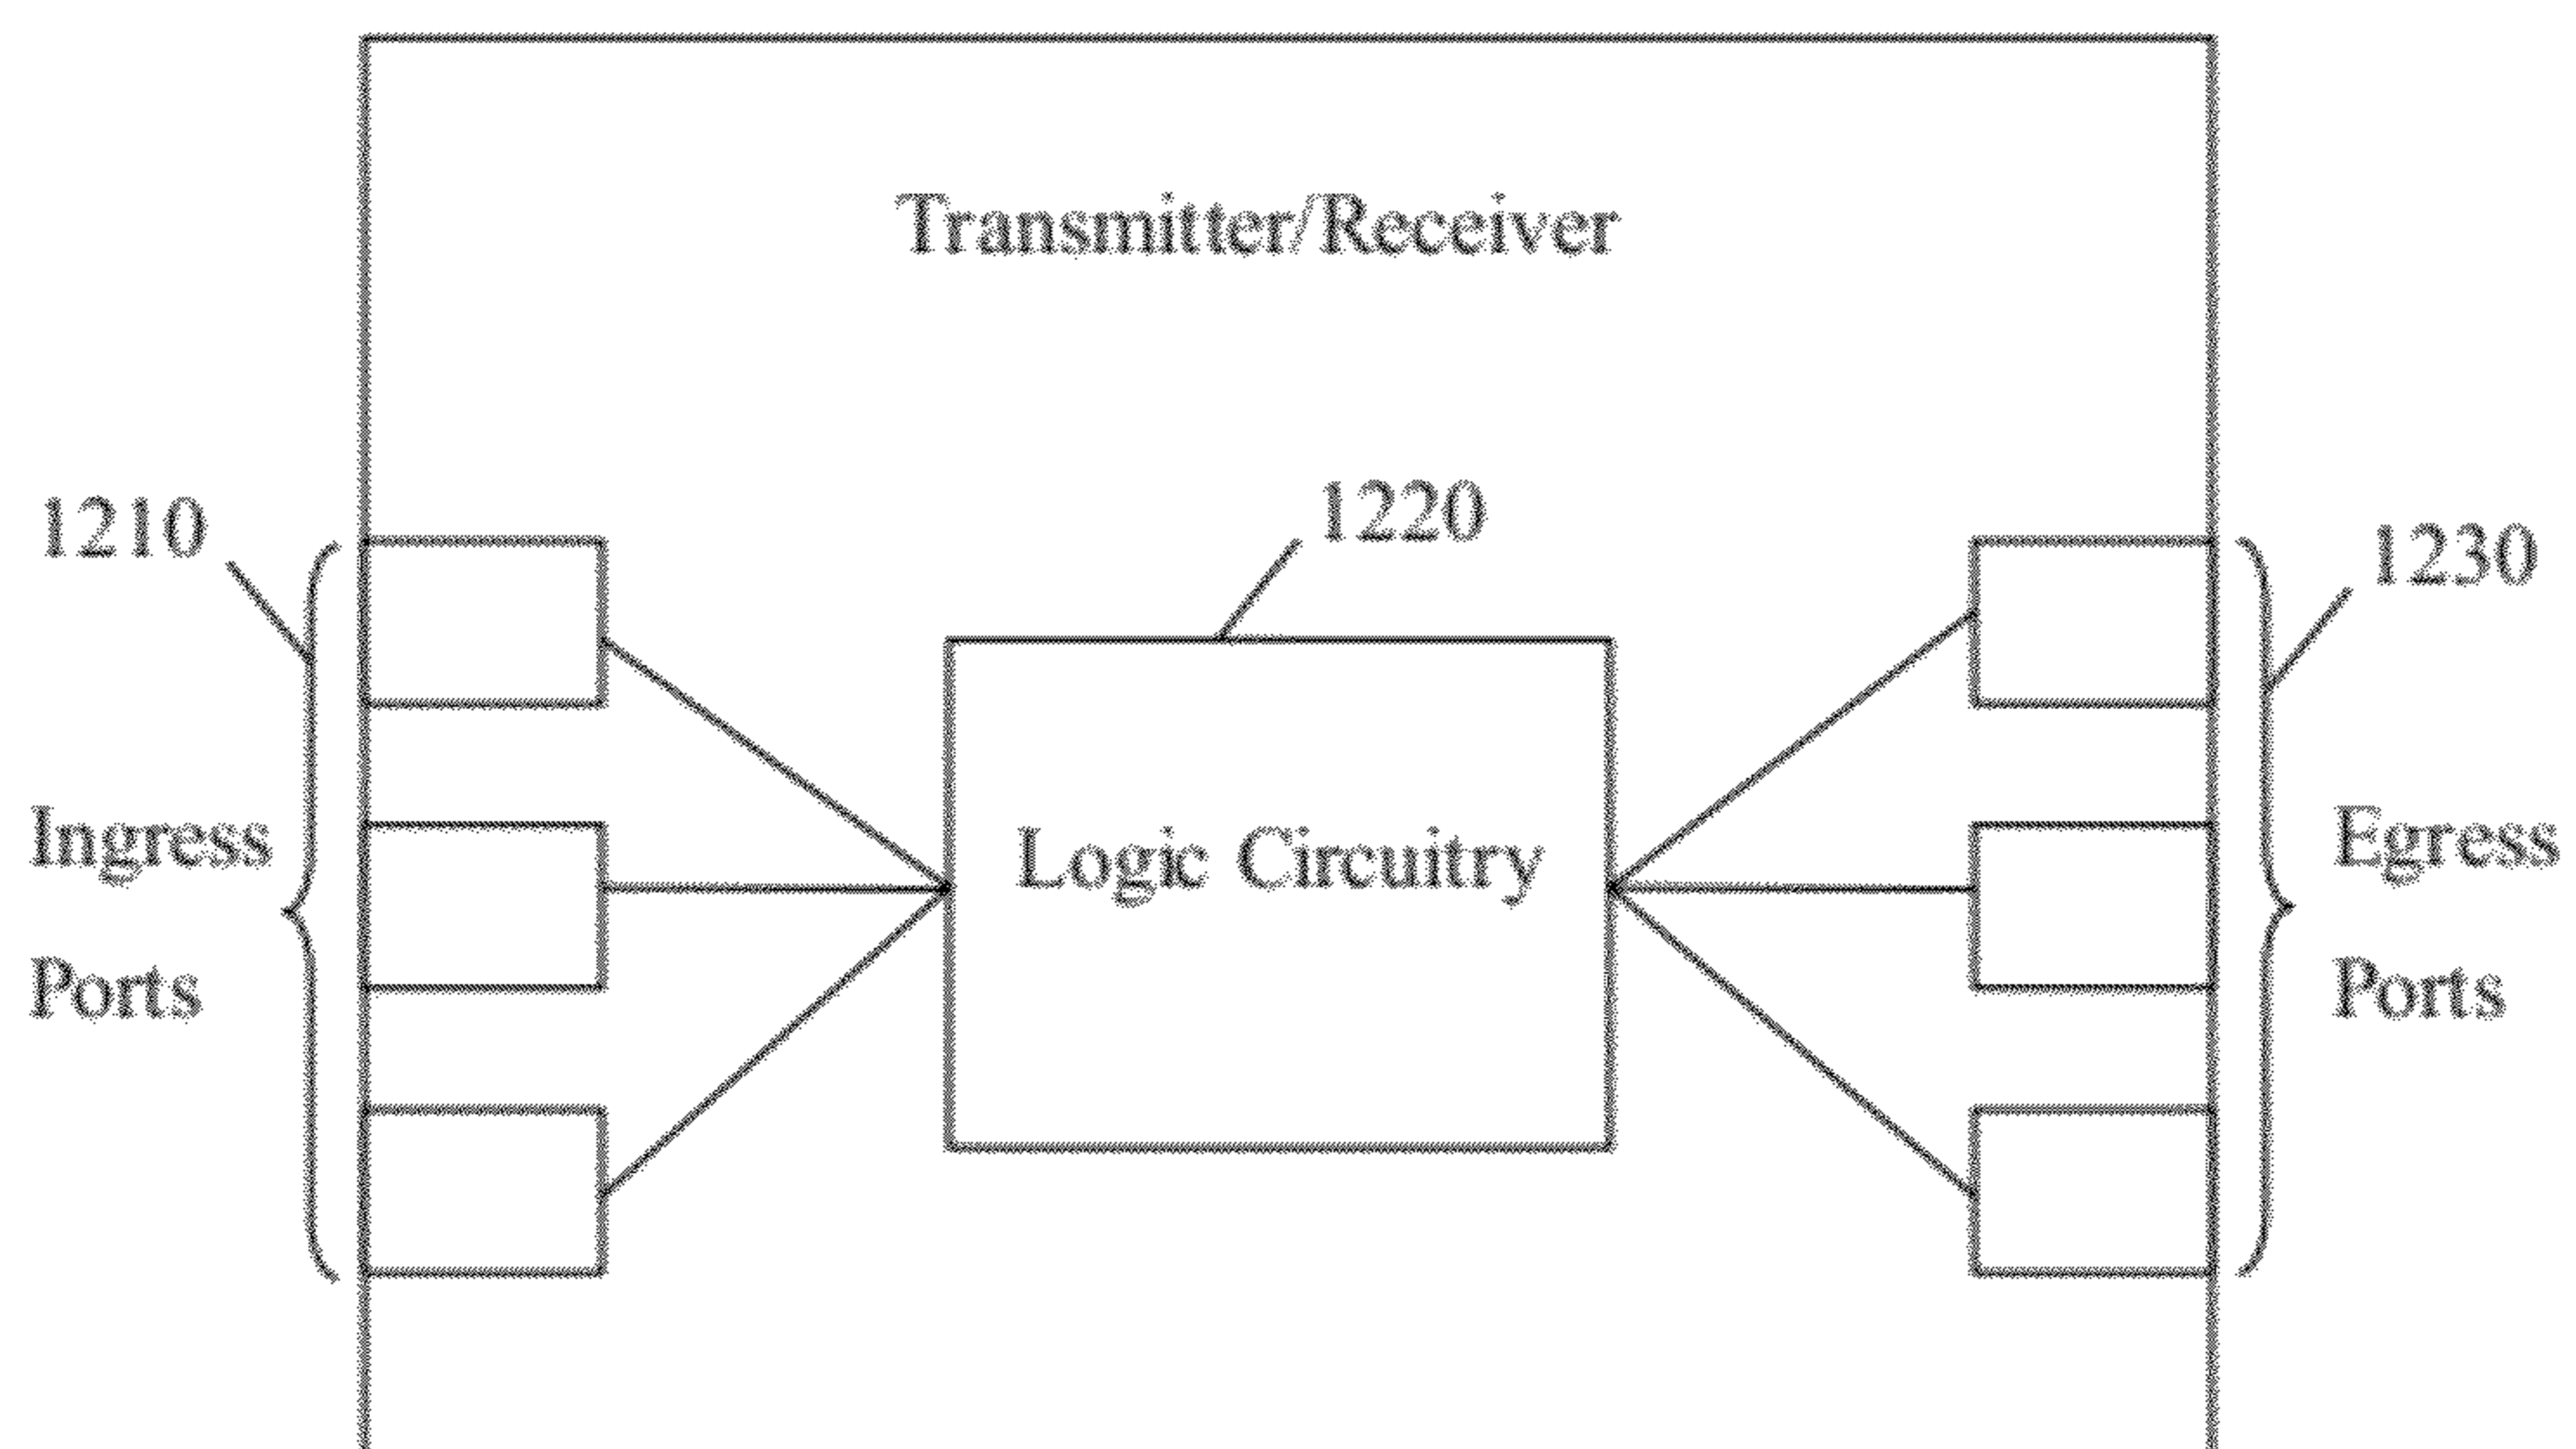 Transmitter/Receiver
1210
1220
1230
Ingress
Ports
Logic Circuitry
Egress
Ports